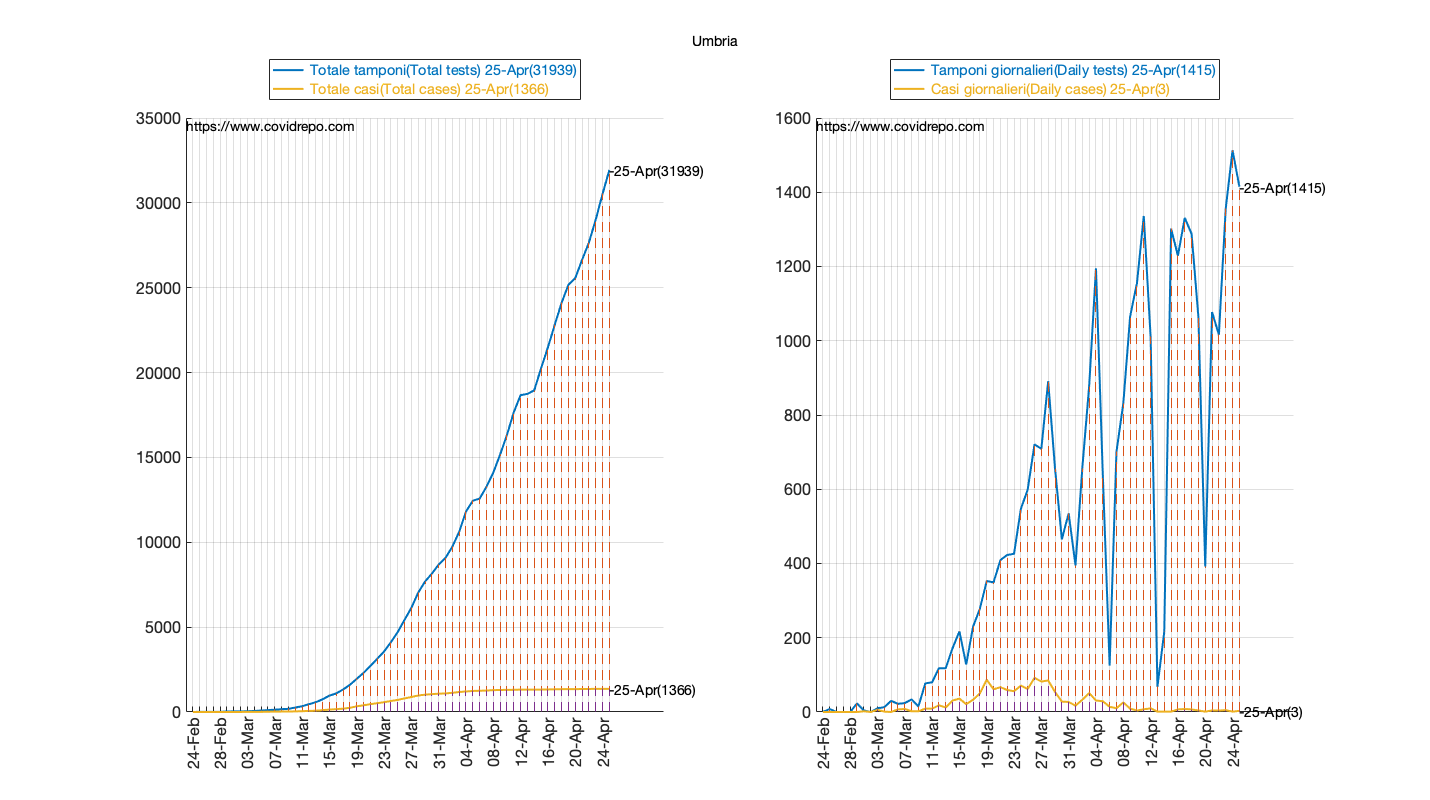 Umbria
Totale tamponi(Total tests) 25-Apr(31939)
Totale casi(Total cases) 25-Apr(1366)
https://www.covidrepo.com
35000
30000
25000
20000
15000
10000
5000
0
25-Apr(31939)
25-Apr(1366)
24-Feb
28-Feb
03-Mar
07-Mar
11-Mar
15-Mar
19-Mar
23-Mar
27-Mar
31-Mar
04-Apr
08-Apr
12-Apr
16-Apr
20-Apr
24-Apr
Tamponi giornalieri(Daily tests) 25-Apr(1415)
Casi giornalieri(Daily cases) 25-Apr(3)
https://www.covidrepo.com
1600
1400
1200
1000
800
600
400
200
0
25-Apr(1415)
25-Apr(3)
24-Feb
28-Feb
03-Mar
07-Mar
11-Mar
15-Mar
19-Mar
23-Mar
27-Mar
31-Mar
04-Apr
08-Apr
12-Apr
16-Apr
20-Apr
24-Apr